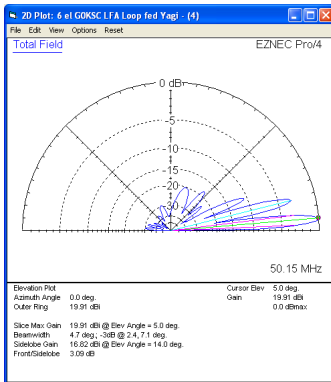 2D Plot: 6 el G0KSC LFA Loop fed Yagi - (4)
File Edit View Options Reset
Total Field
EZNEC Pro/4
0 dB
-5
-10
-15
-20
-30
50.15 MHz
Elevation Plot
Azimuth Angle 0.0 deg.
Outer Ring 19.91 dBi
Cursor Elev 5.0 deg.
Gain 19.91 dBi
0.0 dBmax
Slice Max Gain 19.91 dBi @ Elev Angle = 5.0 deg.
Beamwidth 4.7 deg.; -3dB @ 2.4, 7.1 deg.
Sidelobe Gain 16.82 dBi @ Elev Angle = 14.0 deg.
Front/Sidelobe 3.09 dB